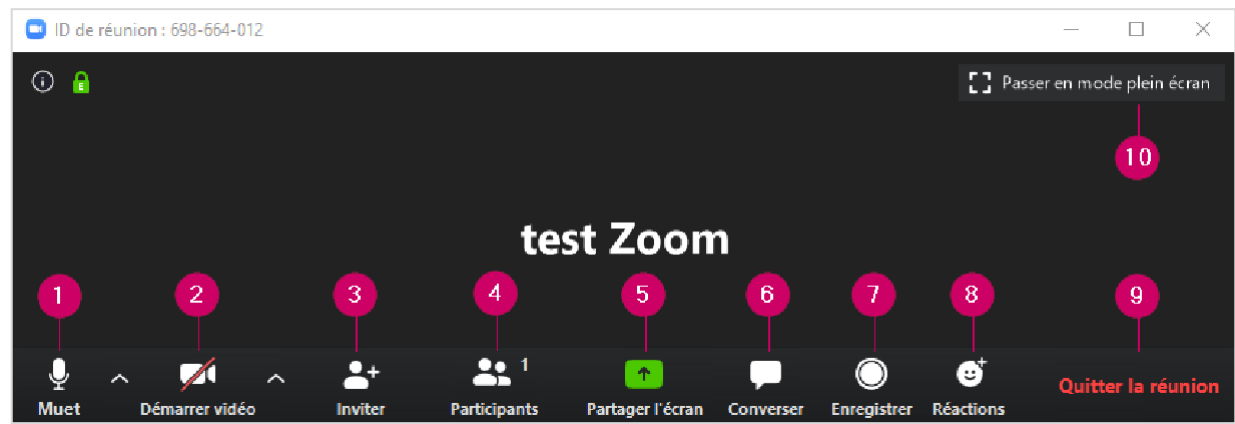 ID de réunion : 698-664-012
Passer en mode plein écran
10
test Zoom
1 2 3 4 5 6 7 8 9
1
Muet Démarrer vidéo Inviter Participants Partager l'écran Converser Enregistrer Réactions Quitter la réunion